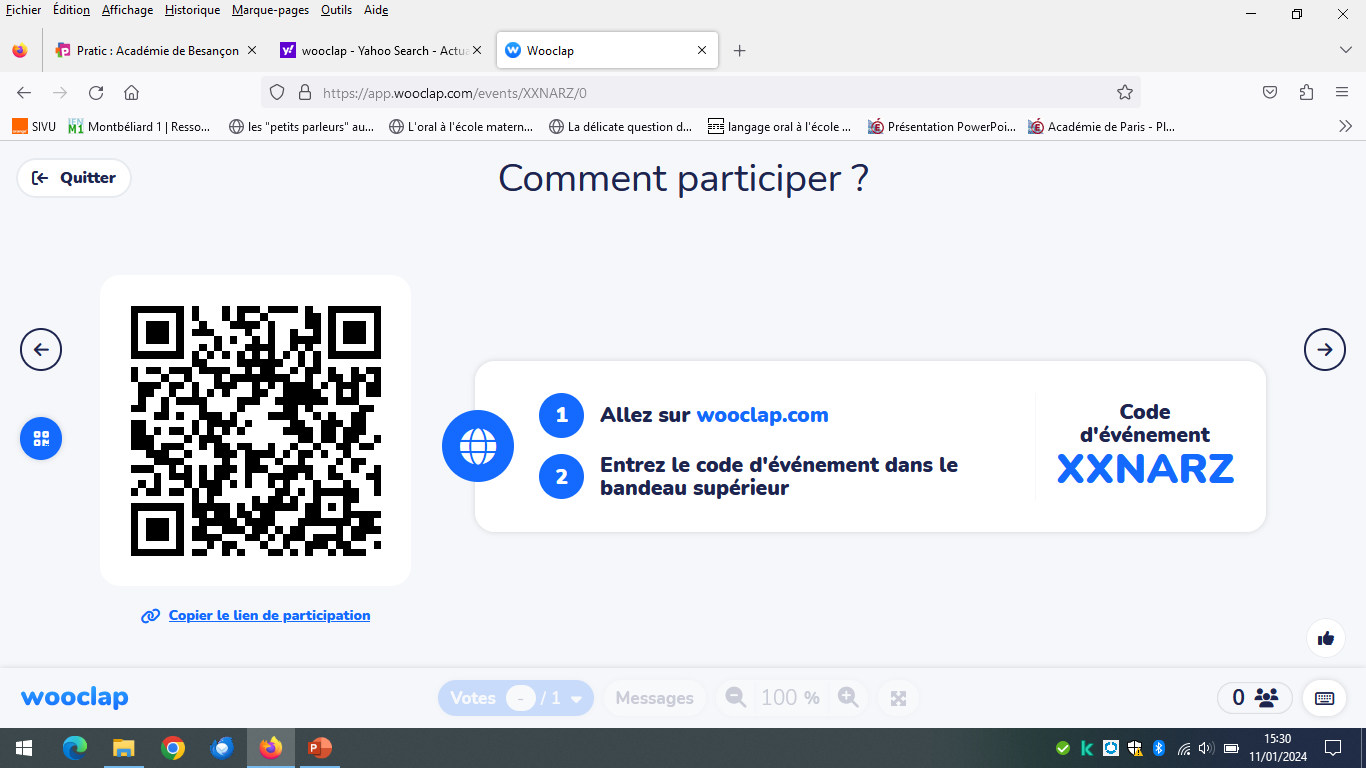 Fichier Édition Affichage Historique Marque-pages Outils Aide
Pratic : Académie de Besançon
wooclap - Yahoo Search - Actua
Wooclap
https://app.wooclap.com/events/XXNARZ/0
SIVU
Montbéliard 1 | Resso...
les "petits parleurs" au...
L'oral à l'école matern...
La délicate question d...
langage oral à l'école ...
Présentation PowerPoi...
Académie de Paris - Pl...
Quitter
Comment participer ?
1 Allez sur wooclap.com
2 Entrez le code d'événement dans le
bandeau supérieur
Code
d'événement
XXNARZ
Copier le lien de participation
wooclap
Votes - / 1
Messages
100 %
0
15:30
11/01/2024